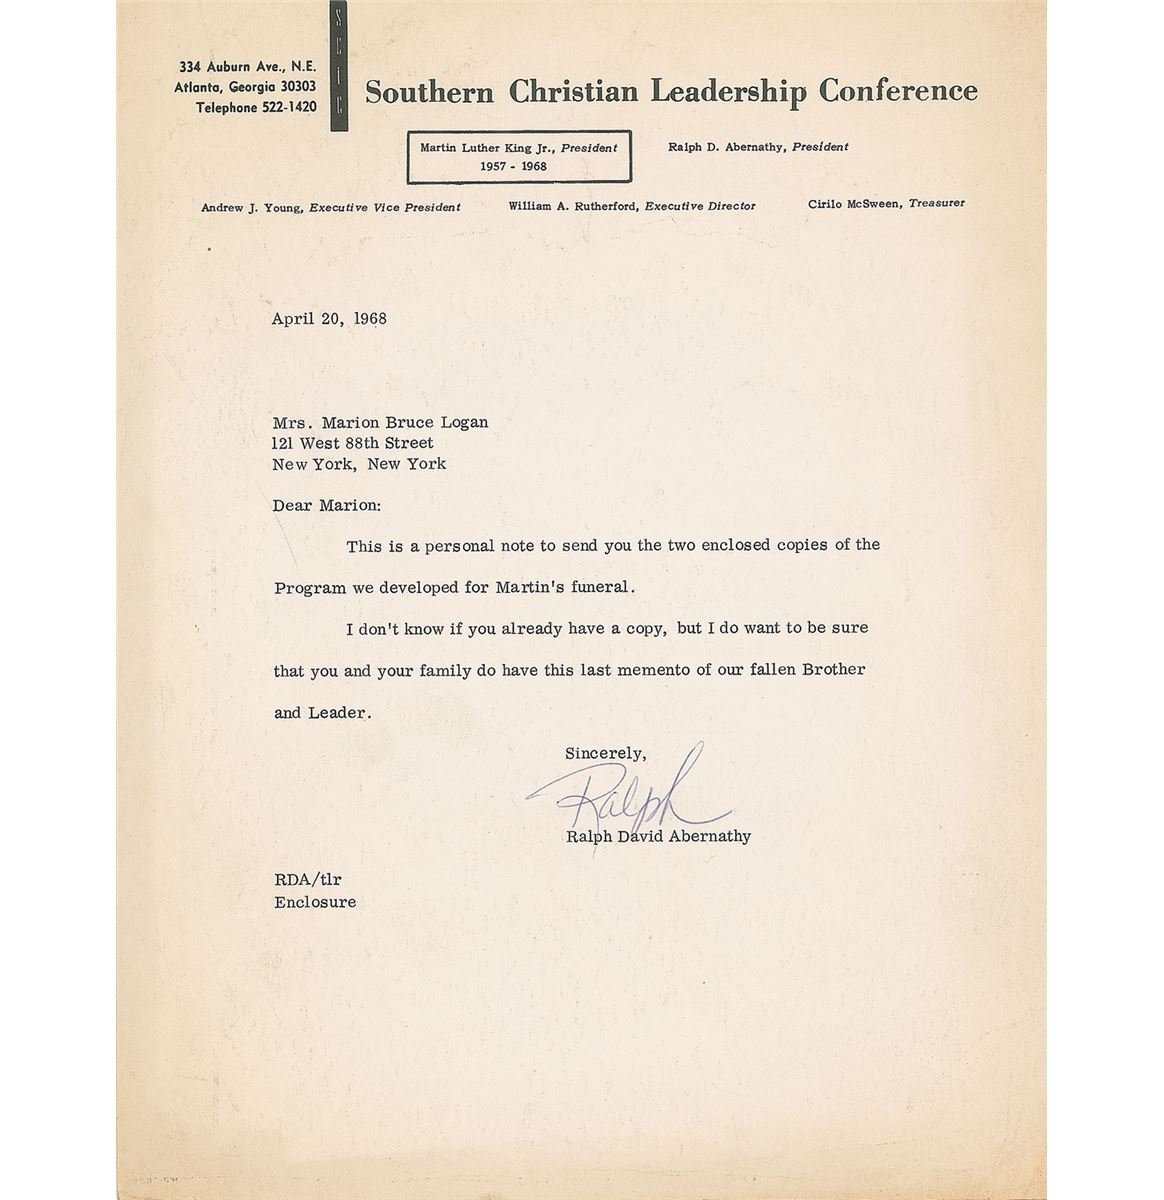 334 Auburn Ave., N.E.
Atlanta, Georgia 30303
Telephone 522-1420
SCLC
Southern Christian Leadership Conference
Martin Luther King Jr., President
1957 - 1968
Ralph D. Abernathy, President
Andrew J. Young, Executive Vice President
William A. Rutherford, Executive Director
Cirilo McSween, Treasurer
April 20, 1968
Mrs. Marion Bruce Logan
121 West 88th Street
New York, New York
Dear Marion:
This is a personal note to send you the two enclosed copies of the
Program we developed for Martin's funeral.
I don't know if you already have a copy, but I do want to be sure
that you and your family do have this last memento of our fallen Brother
and Leader.
Sincerely,
Ralph
Ralph David Abernathy
RDA/tlr
Enclosure